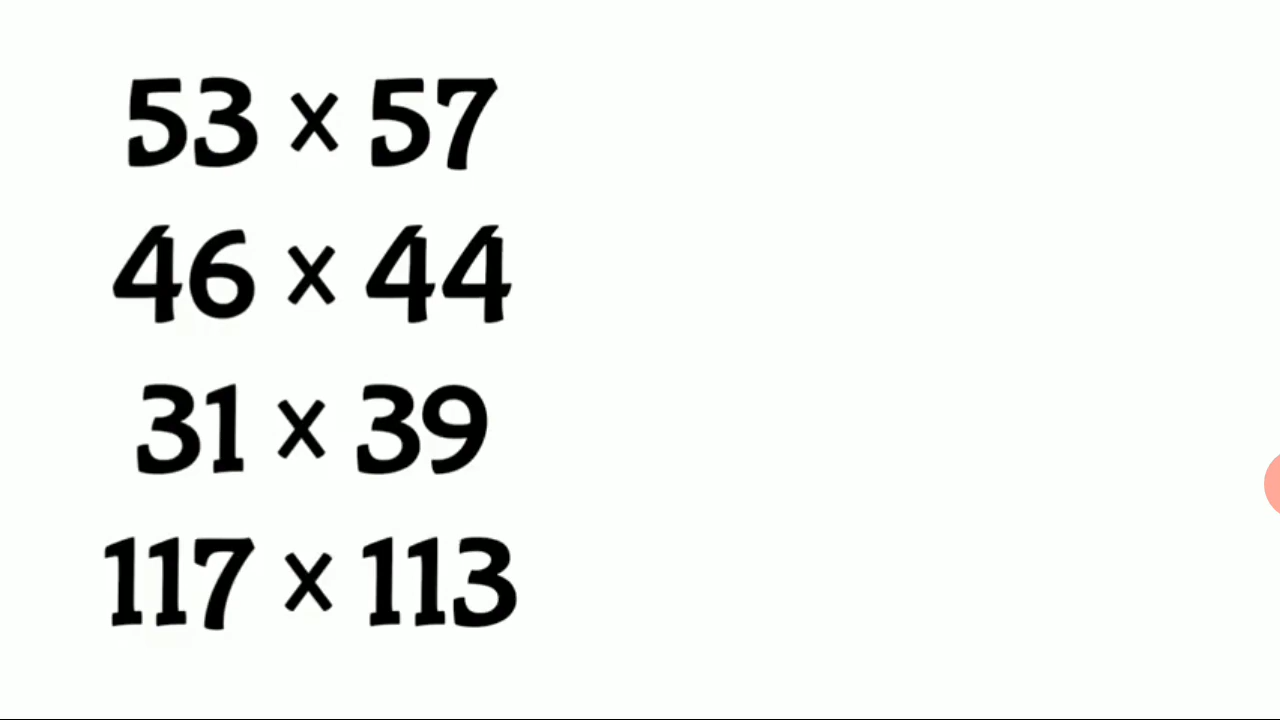 53 × 57
46 × 44
31 × 39
117 × 113